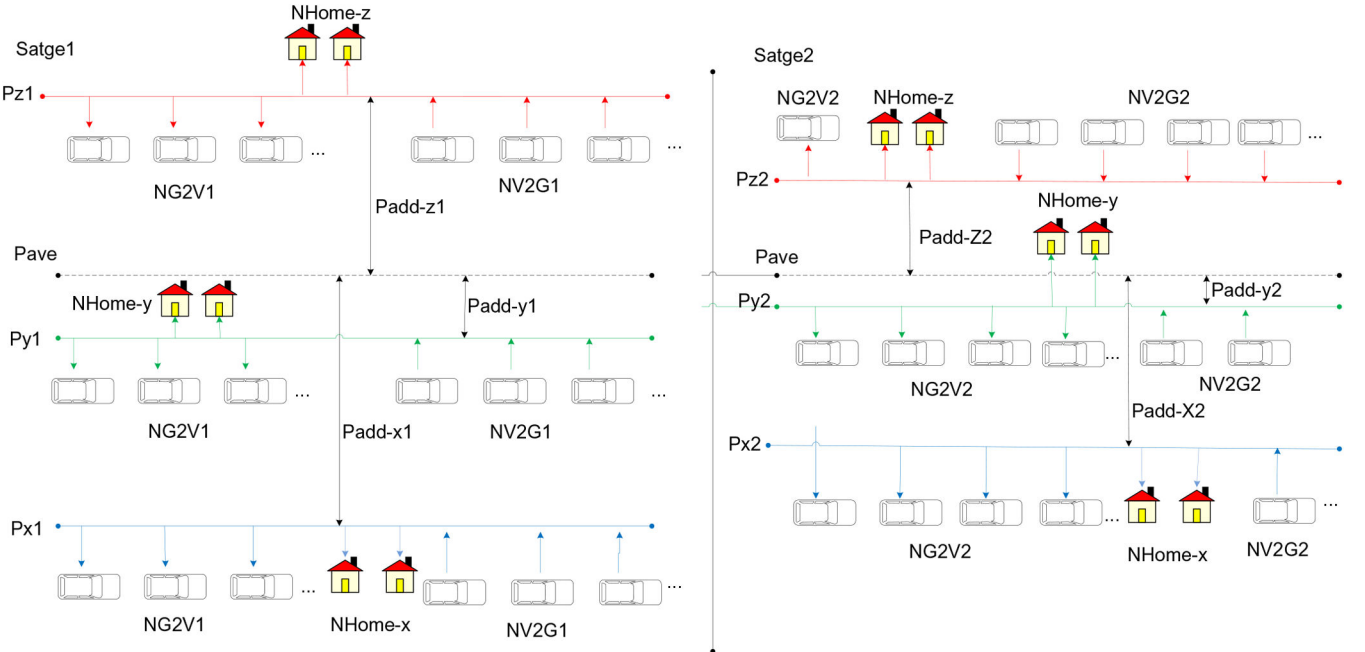 NHome-z
Satge1
Pz1
...
...
NG2V1
NV2G1
Padd-z1
Pave
NHome-y
Padd-y1
Py1
...
...
NG2V1
NV2G1
Padd-x1
Px1
...
...
NG2V1
NHome-x
NV2G1
Satge2
NG2V2
NHome-z
NV2G2
...
Pz2
NHome-y
Padd-Z2
Pave
Padd-y2
Py2
...
...
NG2V2
NV2G2
Padd-X2
Px2
...
...
NG2V2
NHome-x
NV2G2